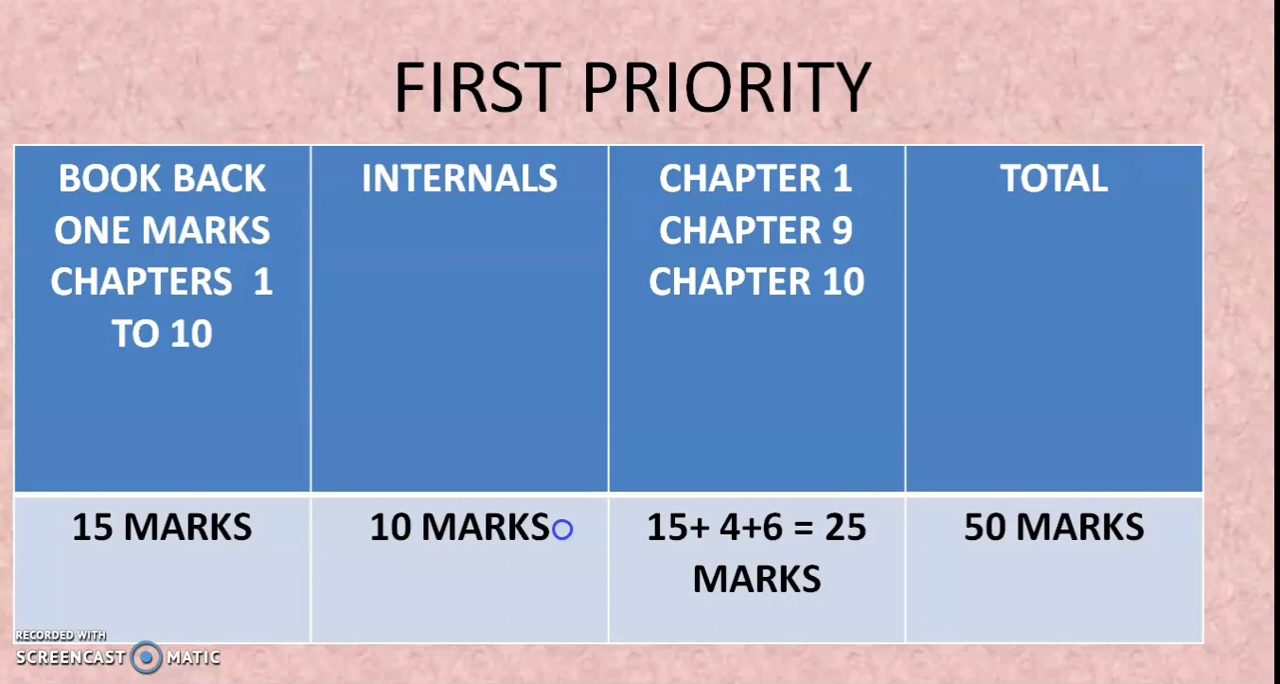 FIRST PRIORITY
BOOK BACK
ONE MARKS
CHAPTERS 1
TO 10
INTERNALS
CHAPTER 1
CHAPTER 9
CHAPTER 10
TOTAL
15 MARKS
10 MARKS
15+ 4+6 = 25
MARKS
50 MARKS
RECORDED WITH
SCREENCAST MATIC